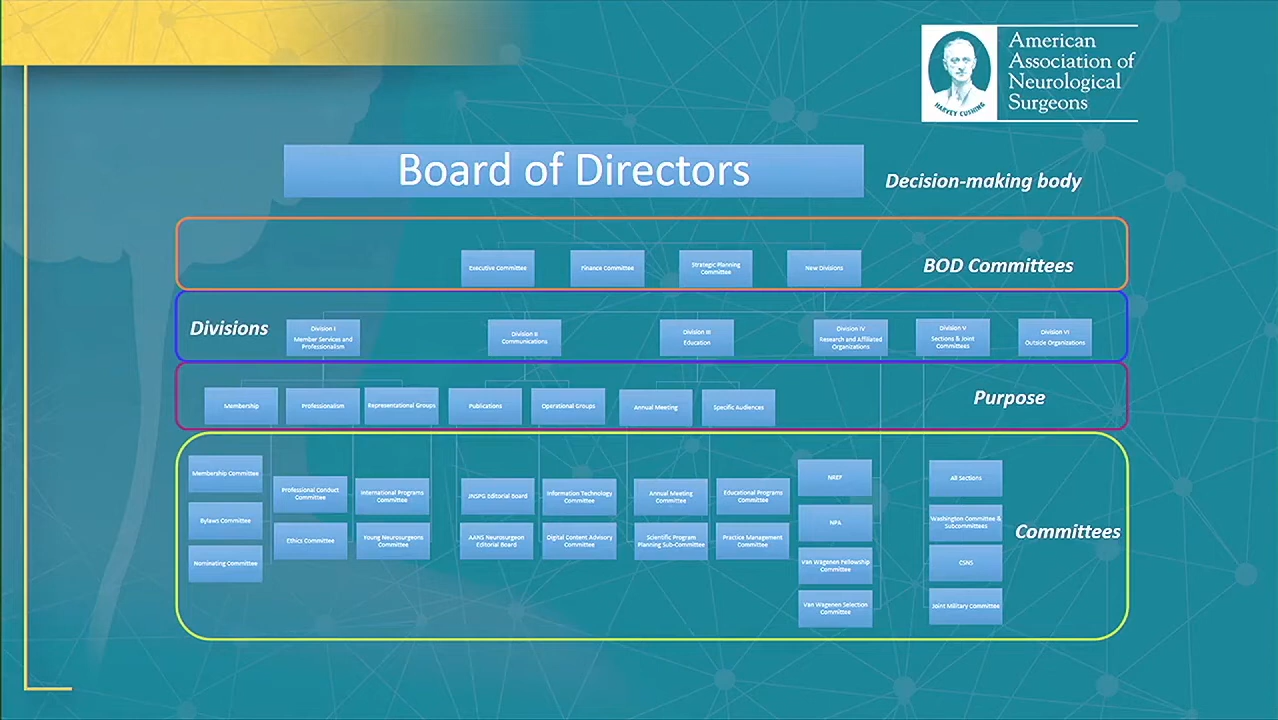 American
Association of
Neurological
Surgeons
HARVEY CUSHING
Board of Directors
Decision-making body
Executive Committee
Finance Committee
Strategic Planning
Committee
New Divisions
BOD Committees
Divisions
Division I
Member Services and
Professionalism
Division II
Communications
Division III
Education
Division IV
Research and Affiliated
Organizations
Division V
Sections & Joint
Committees
Division VI
Outside Organizations
Membership
Professionalism
Representational Groups
Publications
Operational Groups
Annual Meeting
Specific Audiences
Purpose
Membership Committee
Bylaws Committee
Nominating Committee
Professional Conduct
Committee
Ethics Committee
International Programs
Committee
Young Neurosurgeons
Committee
JNSPG Editorial Board
AANS Neurosurgeon
Editorial Board
Information Technology
Committee
Digital Content Advisory
Committee
Annual Meeting
Committee
Scientific Program
Planning Sub-Committee
Educational Programs
Committee
Practice Management
Committee
NREF
NPA
Van Wagenen Fellowship
Committee
Van Wagenen Selection
Committee
All Sections
Washington Committee &
Subcommittees
CSNS
Joint Military Committee
Committees